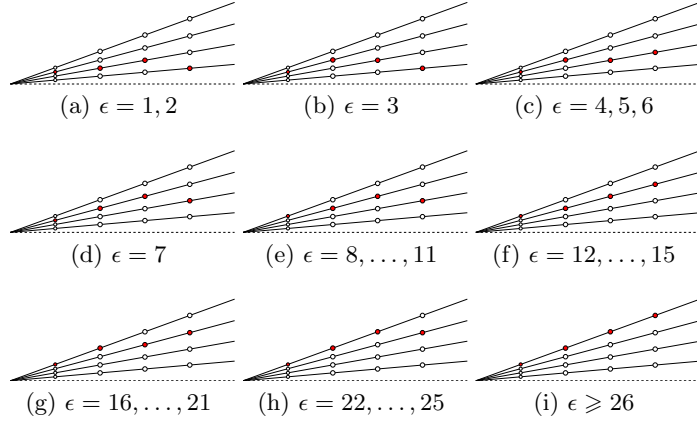 (a) ϵ = 1, 2 (b) ϵ = 3 (c) ϵ = 4, 5, 6
(d) ϵ = 7 (e) ϵ = 8, . . . , 11 (f) ϵ = 12, . . . , 15
(g) ϵ = 16, . . . , 21 (h) ϵ = 22, . . . , 25 (i) ϵ ⩾ 26